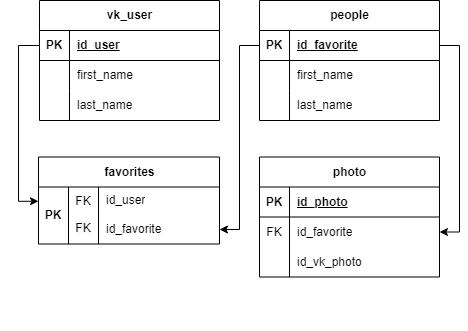 vk_user
PK id_user
first_name
last_name
people
PK id_favorite
first_name
last_name
favorites
PK
FK id_user
FK id_favorite
photo
PK id_photo
FK id_favorite
id_vk_photo